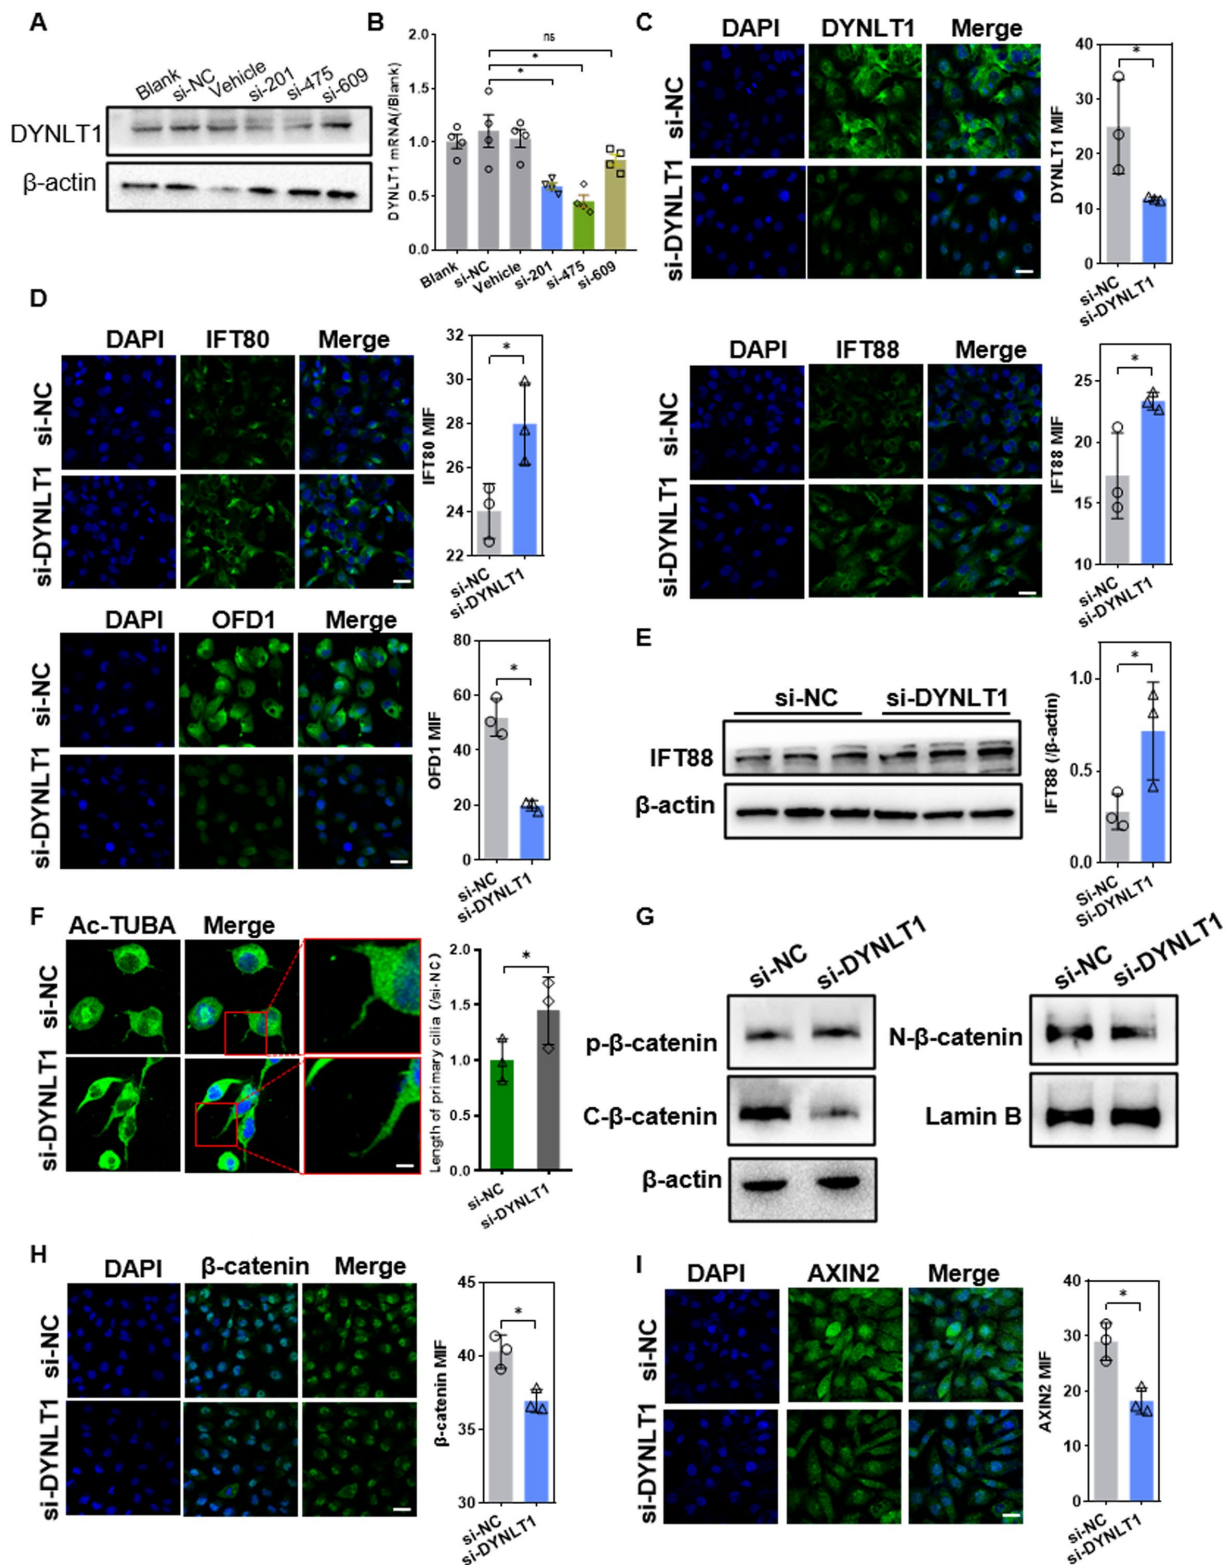 A
Blank
si-NC
Vehicle
si-201
si-475
si-609
DYNLT1
β-actin
B
DYNLT1 mRNA(/Blank)
2.0
1.5
1.0
0.5
0.0
ns
*
*
Blank
si-NC
Vehicle
si-201
si-475
si-609
C
DAPI DYNLT1 Merge
si-NC
si-DYNLT1
DYNLT1 MIF
40
30
20
10
0
*
si-NC
si-DYNLT1
D
DAPI IFT80 Merge
si-NC
si-DYNLT1
IFT80 MIF
32
30
28
26
24
22
*
si-NC
si-DYNLT1
DAPI IFT88 Merge
si-NC
si-DYNLT1
IFT88 MIF
25
20
15
10
*
si-NC
si-DYNLT1
DAPI OFD1 Merge
si-NC
si-DYNLT1
OFD1 MIF
80
60
40
20
0
*
si-NC
si-DYNLT1
E
si-NC si-DYNLT1
IFT88
β-actin
IFT88 (/β-actin)
1.0
0.5
0.0
*
Si-NC
Si-DYNLT1
F
Ac-TUBA Merge
si-NC
si-DYNLT1
Length of primary cilia (/si-NC)
2.0
1.5
1.0
0.5
0.0
*
si-NC
si-DYNLT1
G
si-NC
si-DYNLT1
p-β-catenin
C-β-catenin
β-actin
si-NC
si-DYNLT1
N-β-catenin
Lamin B
H
DAPI β-catenin Merge
si-NC
si-DYNLT1
β-catenin MIF
45
40
35
30
*
si-NC
si-DYNLT1
I
DAPI AXIN2 Merge
si-NC
si-DYNLT1
AXIN2 MIF
40
30
20
10
0
*
si-NC
si-DYNLT1